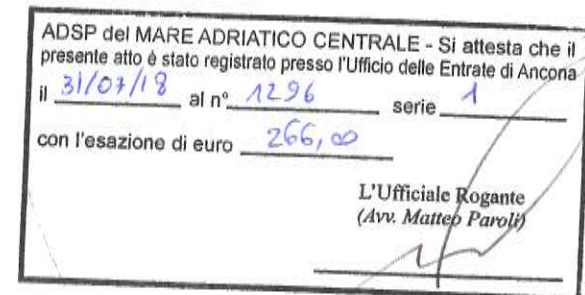 ADSP del MARE ADRIATICO CENTRALE - Si attesta che il
presente atto è stato registrato presso l'Ufficio delle Entrate di Ancona
il 31/07/18 al n° 1296 serie 1
con l'esazione di euro 266,00
L'Ufficiale Rogante
(Avv. Matteo Paroli)